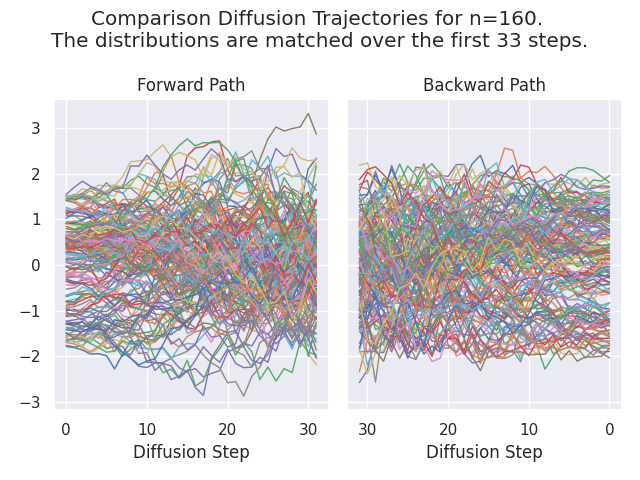 Comparison Diffusion Trajectories for n=160.
The distributions are matched over the first 33 steps.
Forward Path
Backward Path
3
2
1
0
−1
−2
−3
0 10 20 30
30 20 10 0
Diffusion Step
Diffusion Step